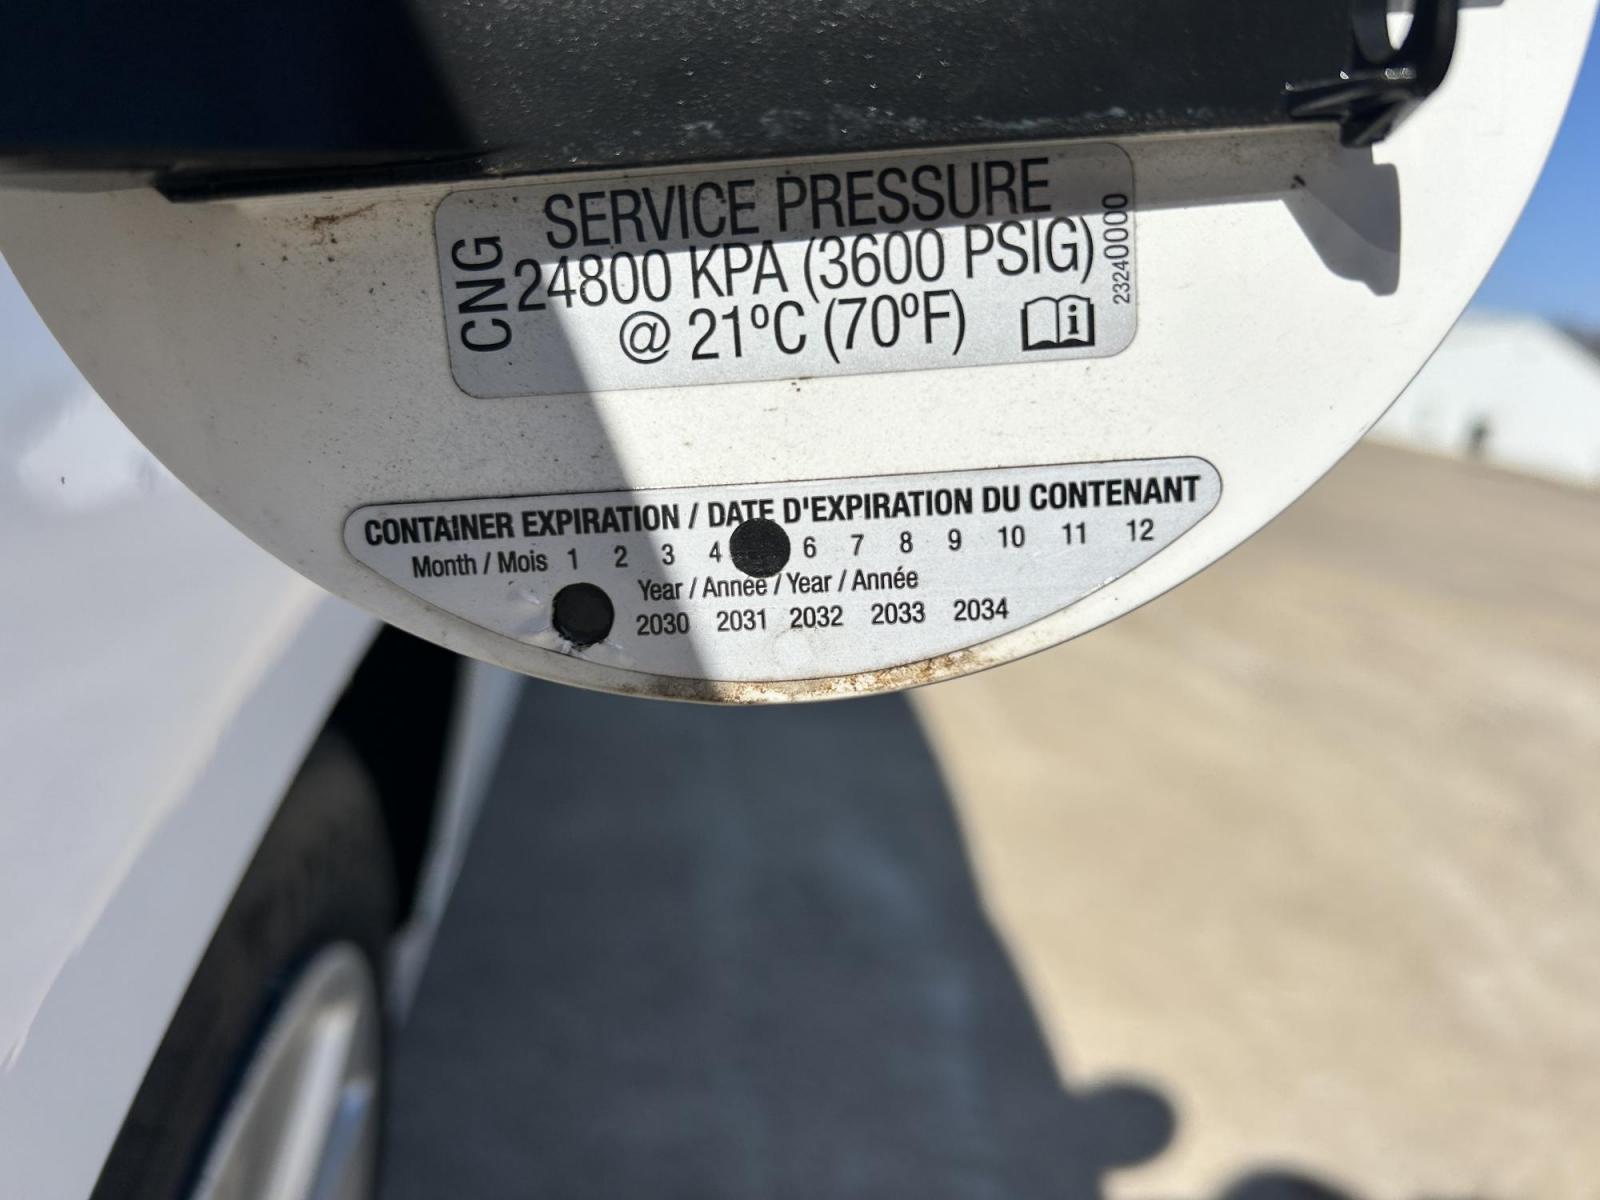 SERVICE PRESSURE
CNG
24800 KPA (3600 PSIG)
@ 21ºC (70ºF)
23240000
CONTAINER EXPIRATION / DATE D'EXPIRATION DU CONTENANT
Month / Mois 1 2 3 4 6 7 8 9 10 11 12
Year / Année / Year / Année
2030 2031 2032 2033 2034